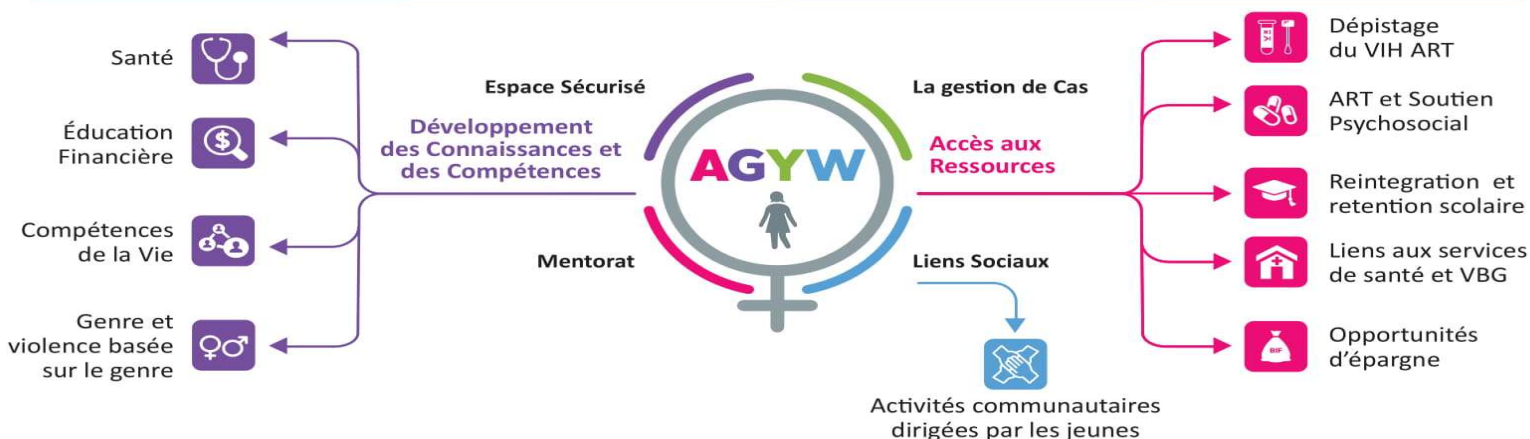 Santé
Éducation
Financière
Compétences
de la Vie
Genre et
violence basée
sur le genre
Espace Sécurisé
Développement
des Connaissances et
des Compétences
Mentorat
AGYW
La gestion de Cas
Accès aux
Ressources
Liens Sociaux
Activités communautaires
dirigées par les jeunes
Dépistage
du VIH ART
ART et Soutien
Psychosocial
Reintegration et
retention scolaire
Liens aux services
de santé et VBG
BIF
Opportunités
d'épargne